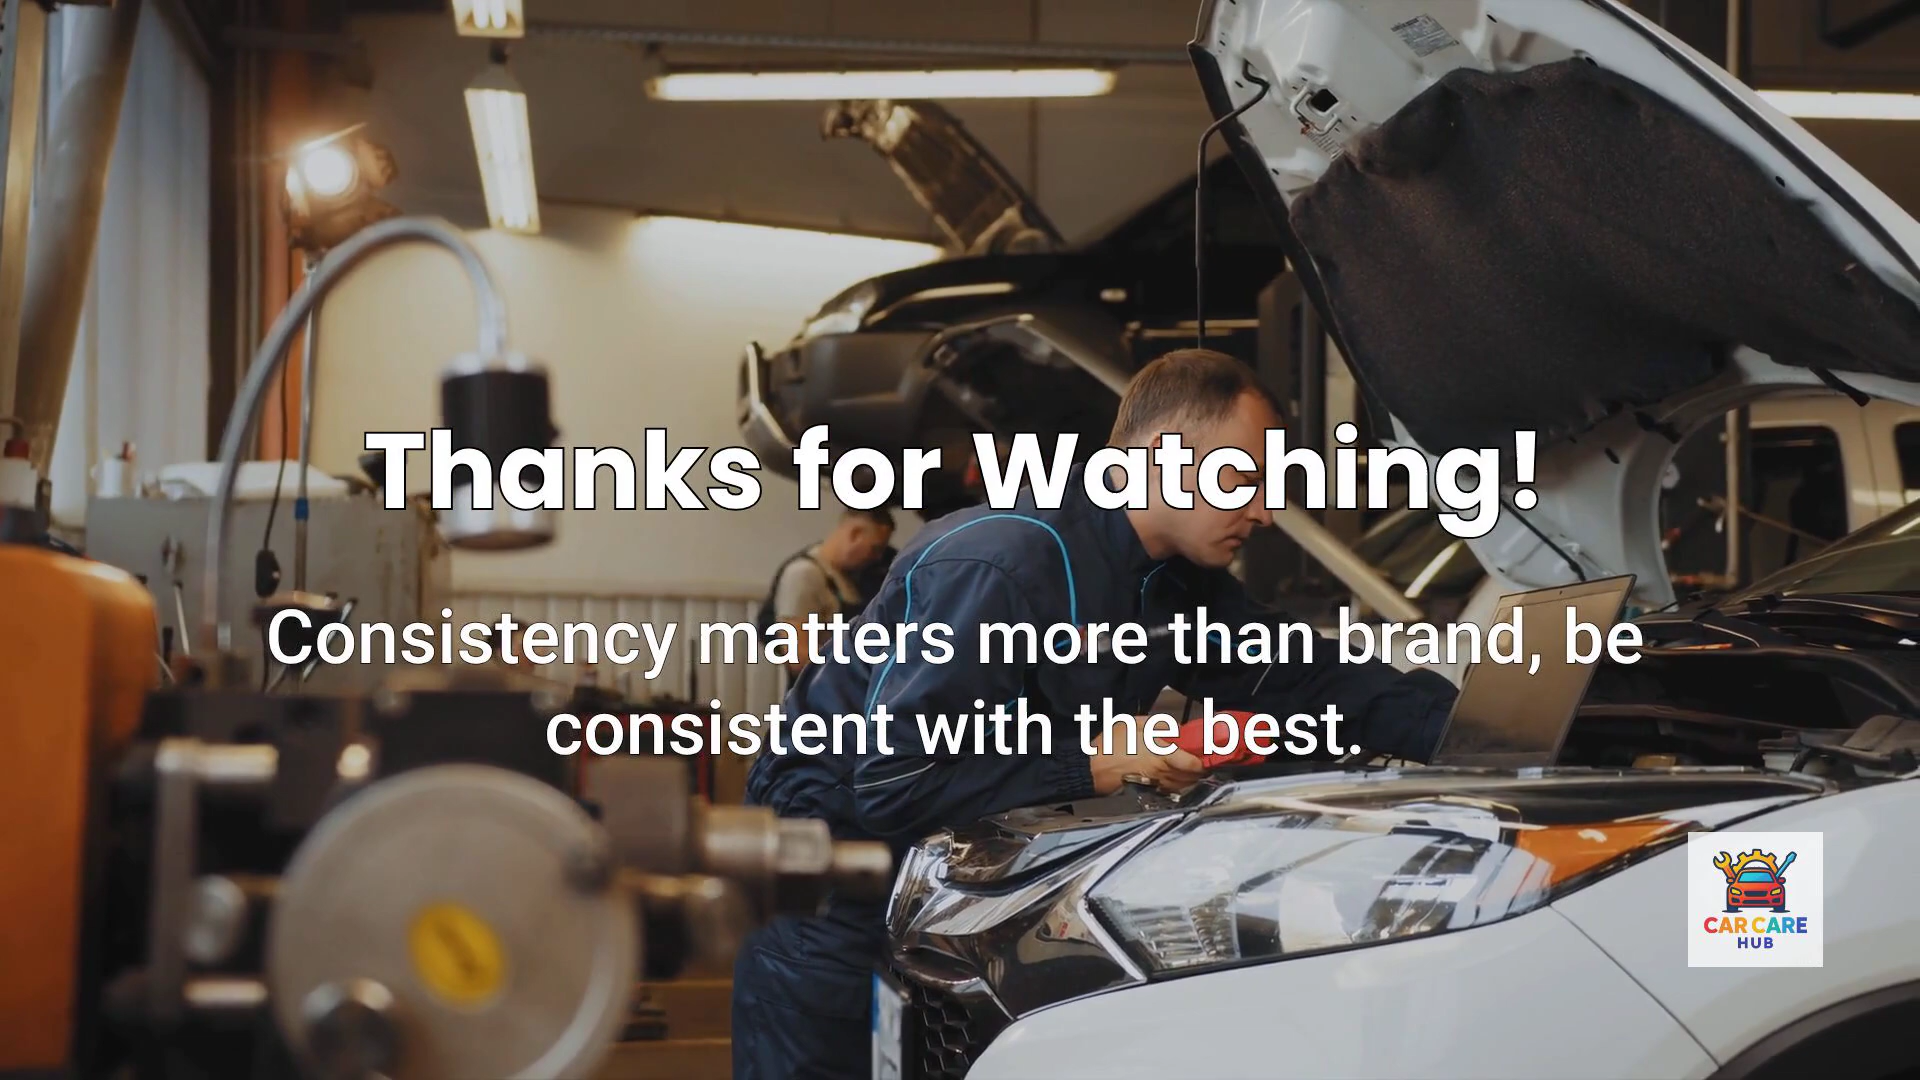 Thanks for Watching!
Consistency matters more than brand, be
consistent with the best.
CAR CARE
HUB